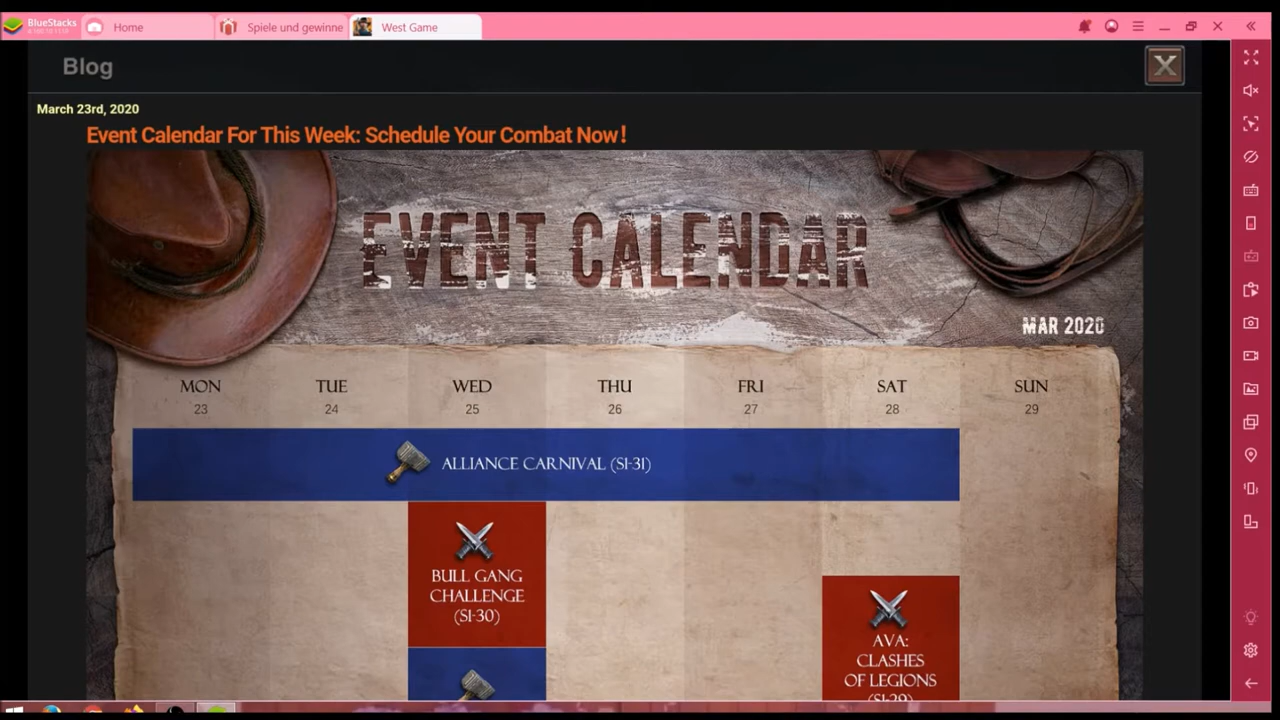 BlueStacks
Home
Spiele und gewinne
West Game
Blog
March 23rd, 2020
Event Calendar For This Week: Schedule Your Combat Now!
EVENT CALENDAR
MAR 2020
MON TUE WED THU FRI SAT SUN
23 24 25 26 27 28 29
ALLIANCE CARNIVAL (S1-31)
BULL GANG
CHALLENGE
(S1-30)
AVA:
CLASHES
OF LEGIONS
(S1-29)